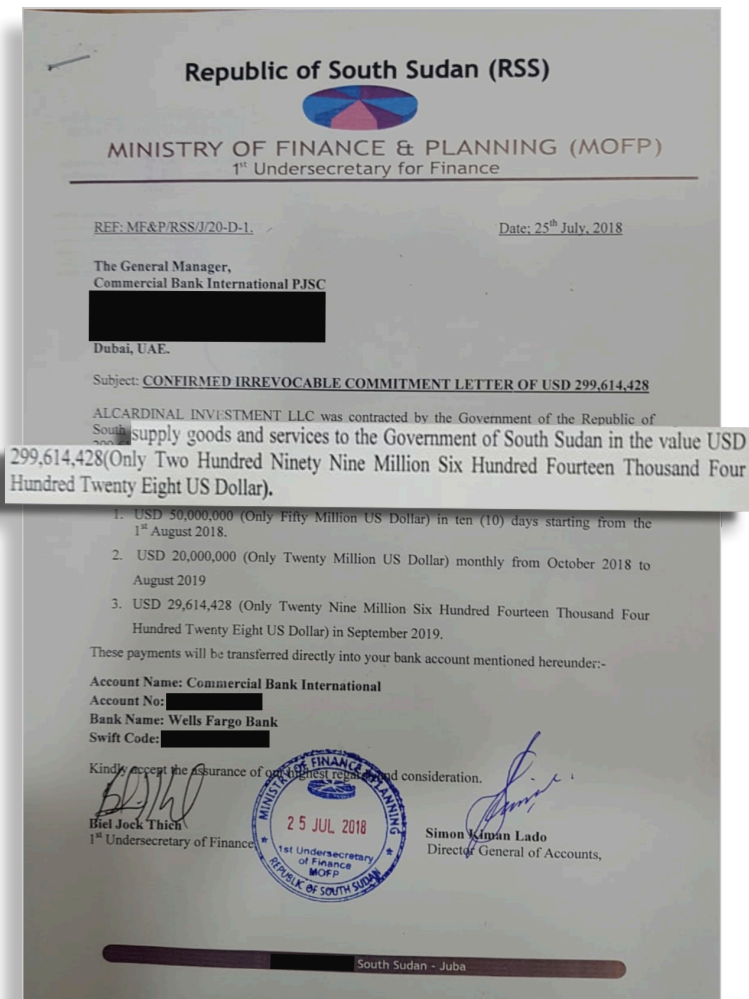 Republic of South Sudan (RSS)
MINISTRY OF FINANCE & PLANNING (MOFP)
1st Undersecretary for Finance
REF: MF&P/RSS/J/20-D-1.
Date: 25th July, 2018
The General Manager,
Commercial Bank International PJSC
Dubai, UAE.
Subject: CONFIRMED IRREVOCABLE COMMITMENT LETTER OF USD 299,614,428
ALCARDINAL INVESTMENT LLC was contracted by the Government of the Republic of
South
supply goods and services to the Government of South Sudan in the value USD
299,614,428(Only Two Hundred Ninety Nine Million Six Hundred Fourteen Thousand Four
Hundred Twenty Eight US Dollar).
1. USD 50,000,000 (Only Fifty Million US Dollar) in ten (10) days starting from the
1st August 2018.
2. USD 20,000,000 (Only Twenty Million US Dollar) monthly from October 2018 to
August 2019
3. USD 29,614,428 (Only Twenty Nine Million Six Hundred Fourteen Thousand Four
Hundred Twenty Eight US Dollar) in September 2019.
These payments will be transferred directly into your bank account mentioned hereunder:-
Account Name: Commercial Bank International
Account No:
Bank Name: Wells Fargo Bank
Swift Code:
Kindly accept the assurance of our highest regard and consideration.
Biel Jock Thich
1st Undersecretary of Finance
MINISTRY OF FINANCE & PLANNING
25 JUL 2018
1st Undersecretary
of Finance
MOFP
REPUBLIC OF SOUTH SUDAN
Simon Kiman Lado
Director General of Accounts,
South Sudan - Juba